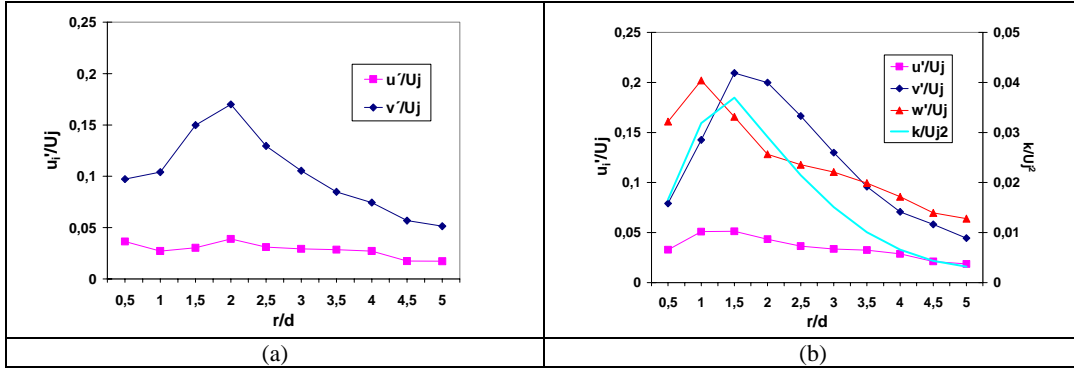 0,25
0,2
0,15
0,1
0,05
0
ui'/Uj
0,5 1 1,5 2 2,5 3 3,5 4 4,5 5
r/d
u´/Uj
v´/Uj
(a)
0,25
0,2
0,15
0,1
0,05
0
ui'/Uj
0,05
0,04
0,03
0,02
0,01
0
k/Uj²
0,5 1 1,5 2 2,5 3 3,5 4 4,5 5
r/d
u'/Uj
v'/Uj
w'/Uj
k/Uj2
(b)